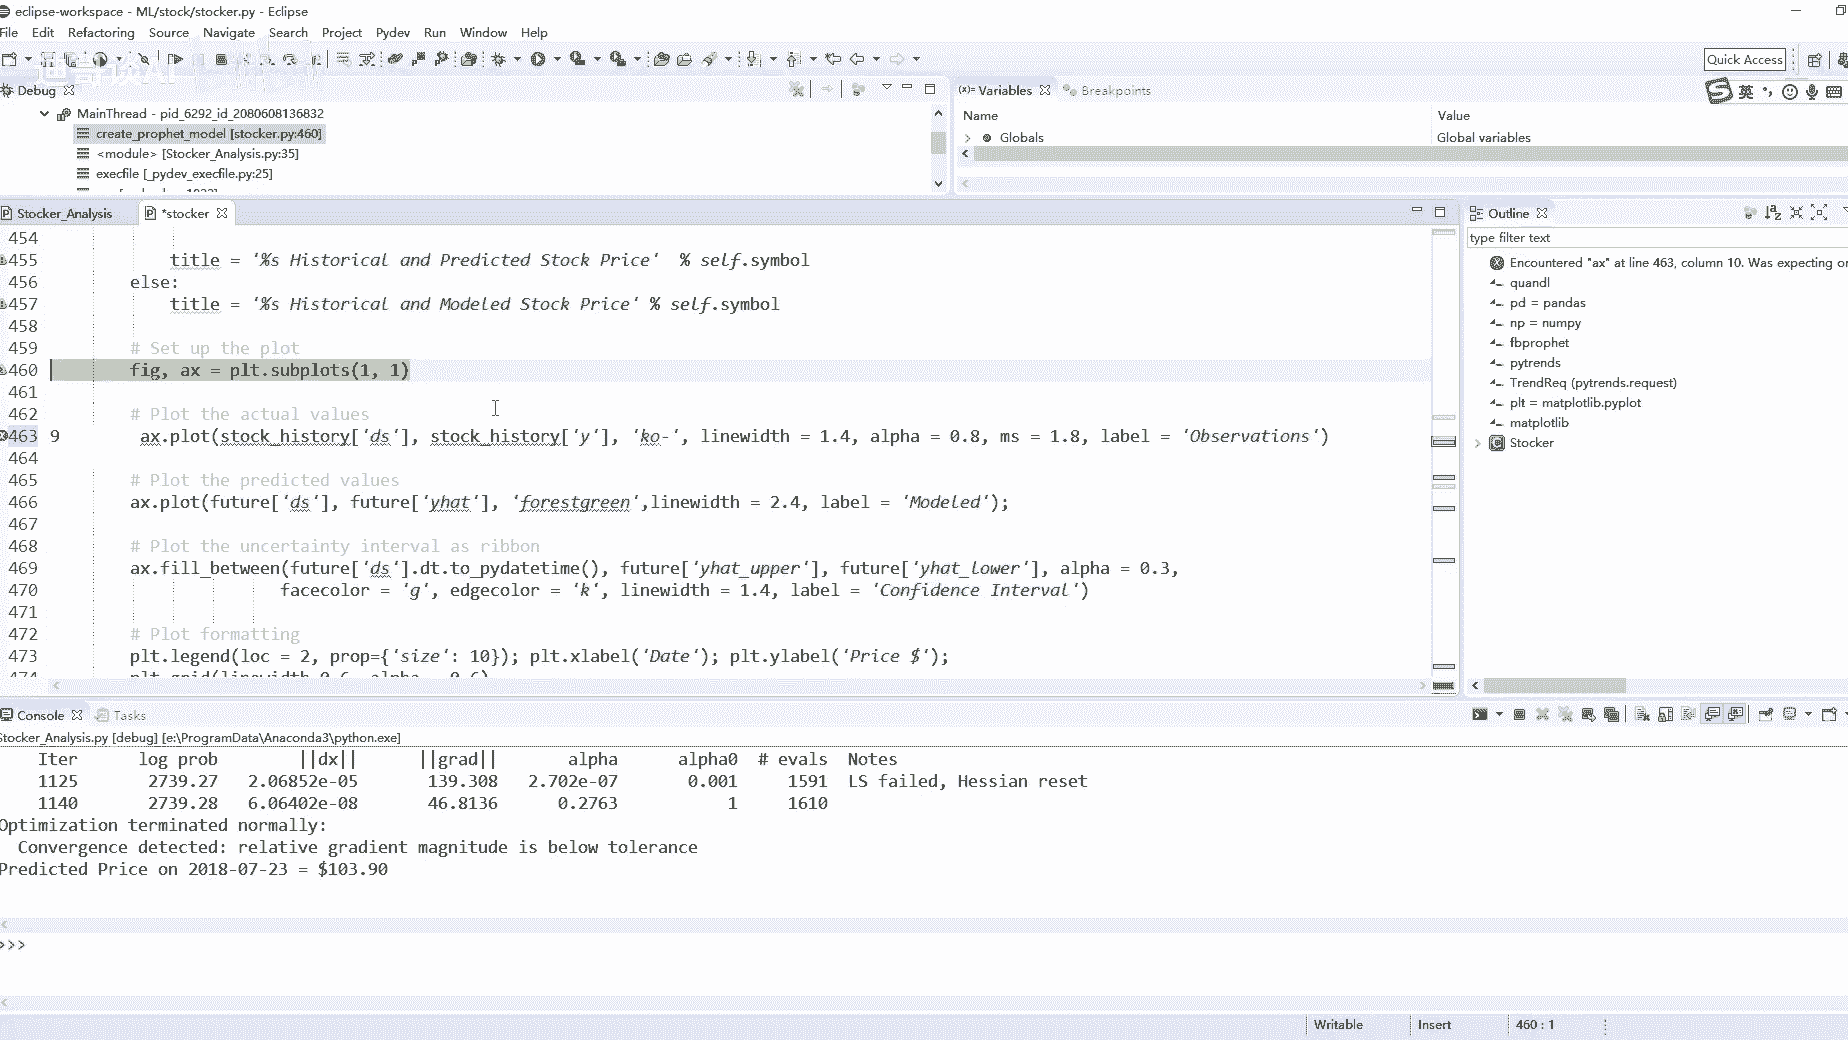 eclipse-workspace - ML/stock/stocker.py - Eclipse
File Edit Refactoring Source Navigate Search Project Pydev Run Window Help
Quick Access
Debug
MainThread - pid_6292_id_2080608136832
create_prophet_model [stocker.py:460]
<module> [Stocker_Analysis.py:35]
execfile [_pydev_execfile.py:25]
(x)= Variables Breakpoints
英
Name Value
Globals Global variables
Stocker_Analysis *stocker
454
455 title = '%s Historical and Predicted Stock Price' % self.symbol
456 else:
457 title = '%s Historical and Modeled Stock Price' % self.symbol
458
459 # Set up the plot
460 fig, ax = plt.subplots(1, 1)
461
462 # Plot the actual values
463 9 ax.plot(stock_history['ds'], stock_history['y'], 'ko-', linewidth = 1.4, alpha = 0.8, ms = 1.8, label = 'Observations')
464
465 # Plot the predicted values
466 ax.plot(future['ds'], future['yhat'], 'forestgreen',linewidth = 2.4, label = 'Modeled');
467
468 # Plot the uncertainty interval as ribbon
469 ax.fill_between(future['ds'].dt.to_pydatetime(), future['yhat_upper'], future['yhat_lower'], alpha = 0.3,
470 facecolor = 'g', edgecolor = 'k', linewidth = 1.4, label = 'Confidence Interval')
471
472 # Plot formatting
473 plt.legend(loc = 2, prop={'size': 10}); plt.xlabel('Date'); plt.ylabel('Price $');
Outline
type filter text
Encountered "ax" at line 463, column 10. Was expecting
quandl
pd = pandas
np = numpy
fbprophet
pytrends
TrendReq (pytrends.request)
plt = matplotlib.pyplot
matplotlib
Stocker
Console Tasks
Stocker_Analysis.py [debug] [e:\ProgramData\Anaconda3\python.exe]
Iter log prob ||dx|| ||grad|| alpha alpha0 # evals Notes
1125 2739.27 2.06852e-05 139.308 2.702e-07 0.001 1591 LS failed, Hessian reset
1140 2739.28 6.06402e-08 46.8136 0.2763 1 1610
Optimization terminated normally:
Convergence detected: relative gradient magnitude is below tolerance
Predicted Price on 2018-07-23 = $103.90
>>>
Writable Insert 460 : 1